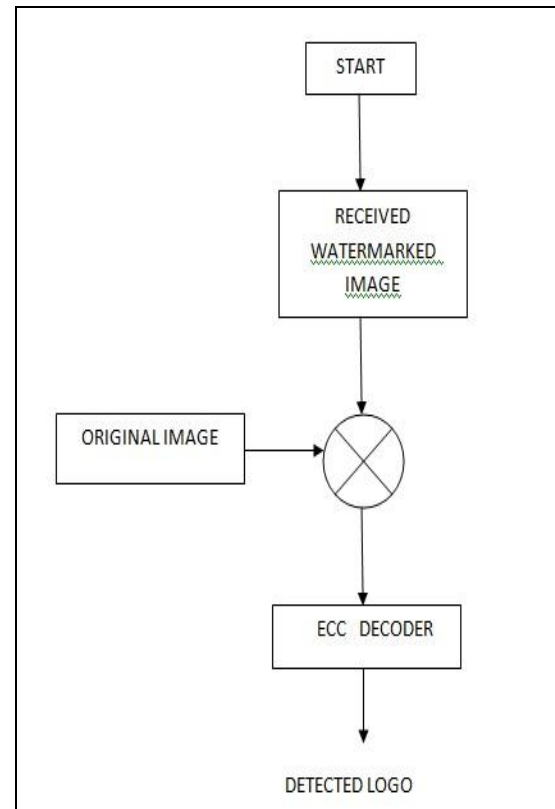 START
RECEIVED
WATERMARKED
IMAGE
ORIGINAL IMAGE
ECC DECODER
DETECTED LOGO